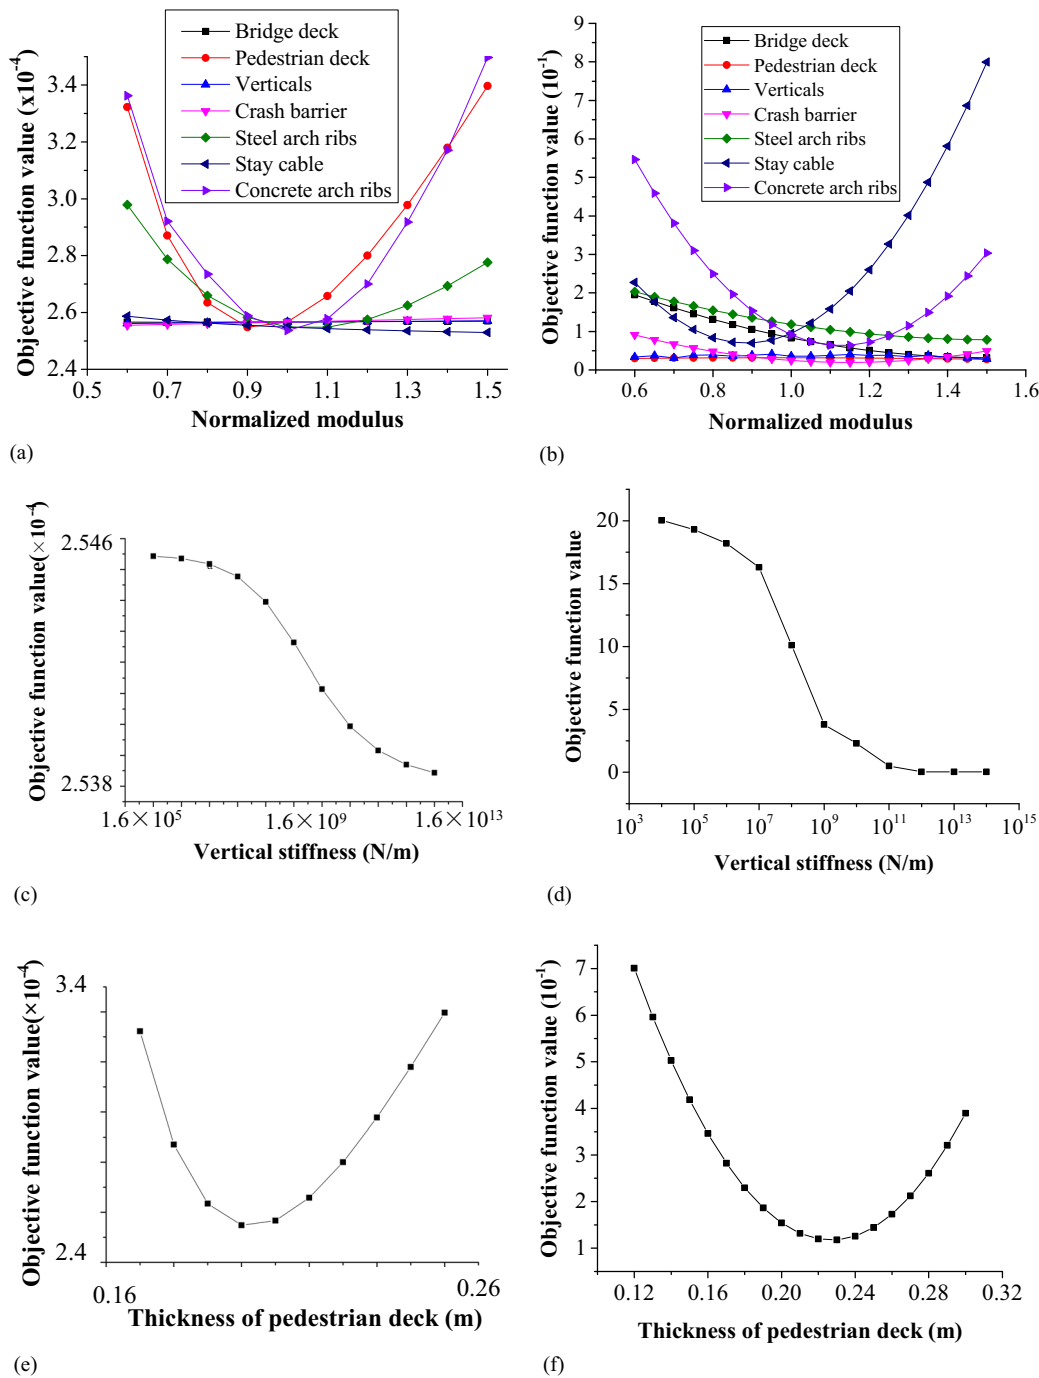 Objective function value (x10⁻⁴)
3.4
3.2
3.0
2.8
2.6
2.4
Bridge deck
Pedestrian deck
Verticals
Crash barrier
Steel arch ribs
Stay cable
Concrete arch ribs
0.5 0.7 0.9 1.1 1.3 1.5
Normalized modulus
(a)
Objective function value (10⁻¹)
9
8
7
6
5
4
3
2
1
0
Bridge deck
Pedestrian deck
Verticals
Crash barrier
Steel arch ribs
Stay cable
Concrete arch ribs
0.6 0.8 1.0 1.2 1.4 1.6
Normalized modulus
(b)
Objective function value(×10⁻⁴)
2.546
2.538
1.6×10⁵ 1.6×10⁹ 1.6×10¹³
Vertical stiffness (N/m)
(c)
Objective function value
20
15
10
5
0
10³ 10⁵ 10⁷ 10⁹ 10¹¹ 10¹³ 10¹⁵
Vertical stiffness (N/m)
(d)
Objective function value(×10⁻⁴)
3.4
2.4
0.16 0.26
Thickness of pedestrian deck (m)
(e)
Objective function value (10⁻¹)
7
6
5
4
3
2
1
0.12 0.16 0.20 0.24 0.28 0.32
Thickness of pedestrian deck (m)
(f)